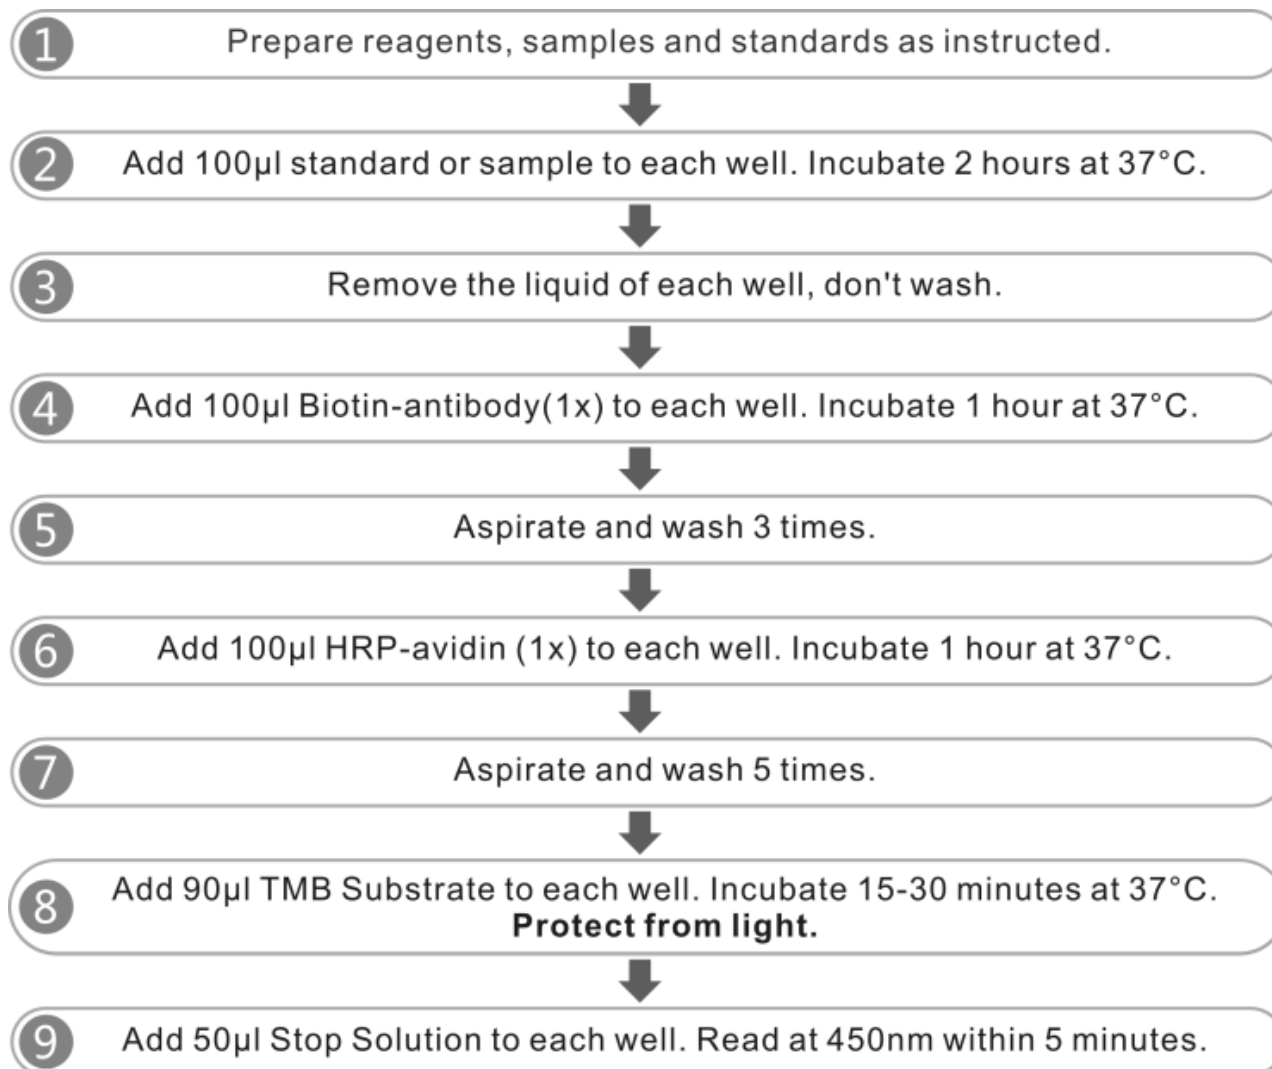 1 Prepare reagents, samples and standards as instructed.
2 Add 100µl standard or sample to each well. Incubate 2 hours at 37°C.
3 Remove the liquid of each well, don't wash.
4 Add 100µl Biotin-antibody(1x) to each well. Incubate 1 hour at 37°C.
5 Aspirate and wash 3 times.
6 Add 100µl HRP-avidin (1x) to each well. Incubate 1 hour at 37°C.
7 Aspirate and wash 5 times.
8 Add 90µl TMB Substrate to each well. Incubate 15-30 minutes at 37°C.
Protect from light.
9 Add 50µl Stop Solution to each well. Read at 450nm within 5 minutes.